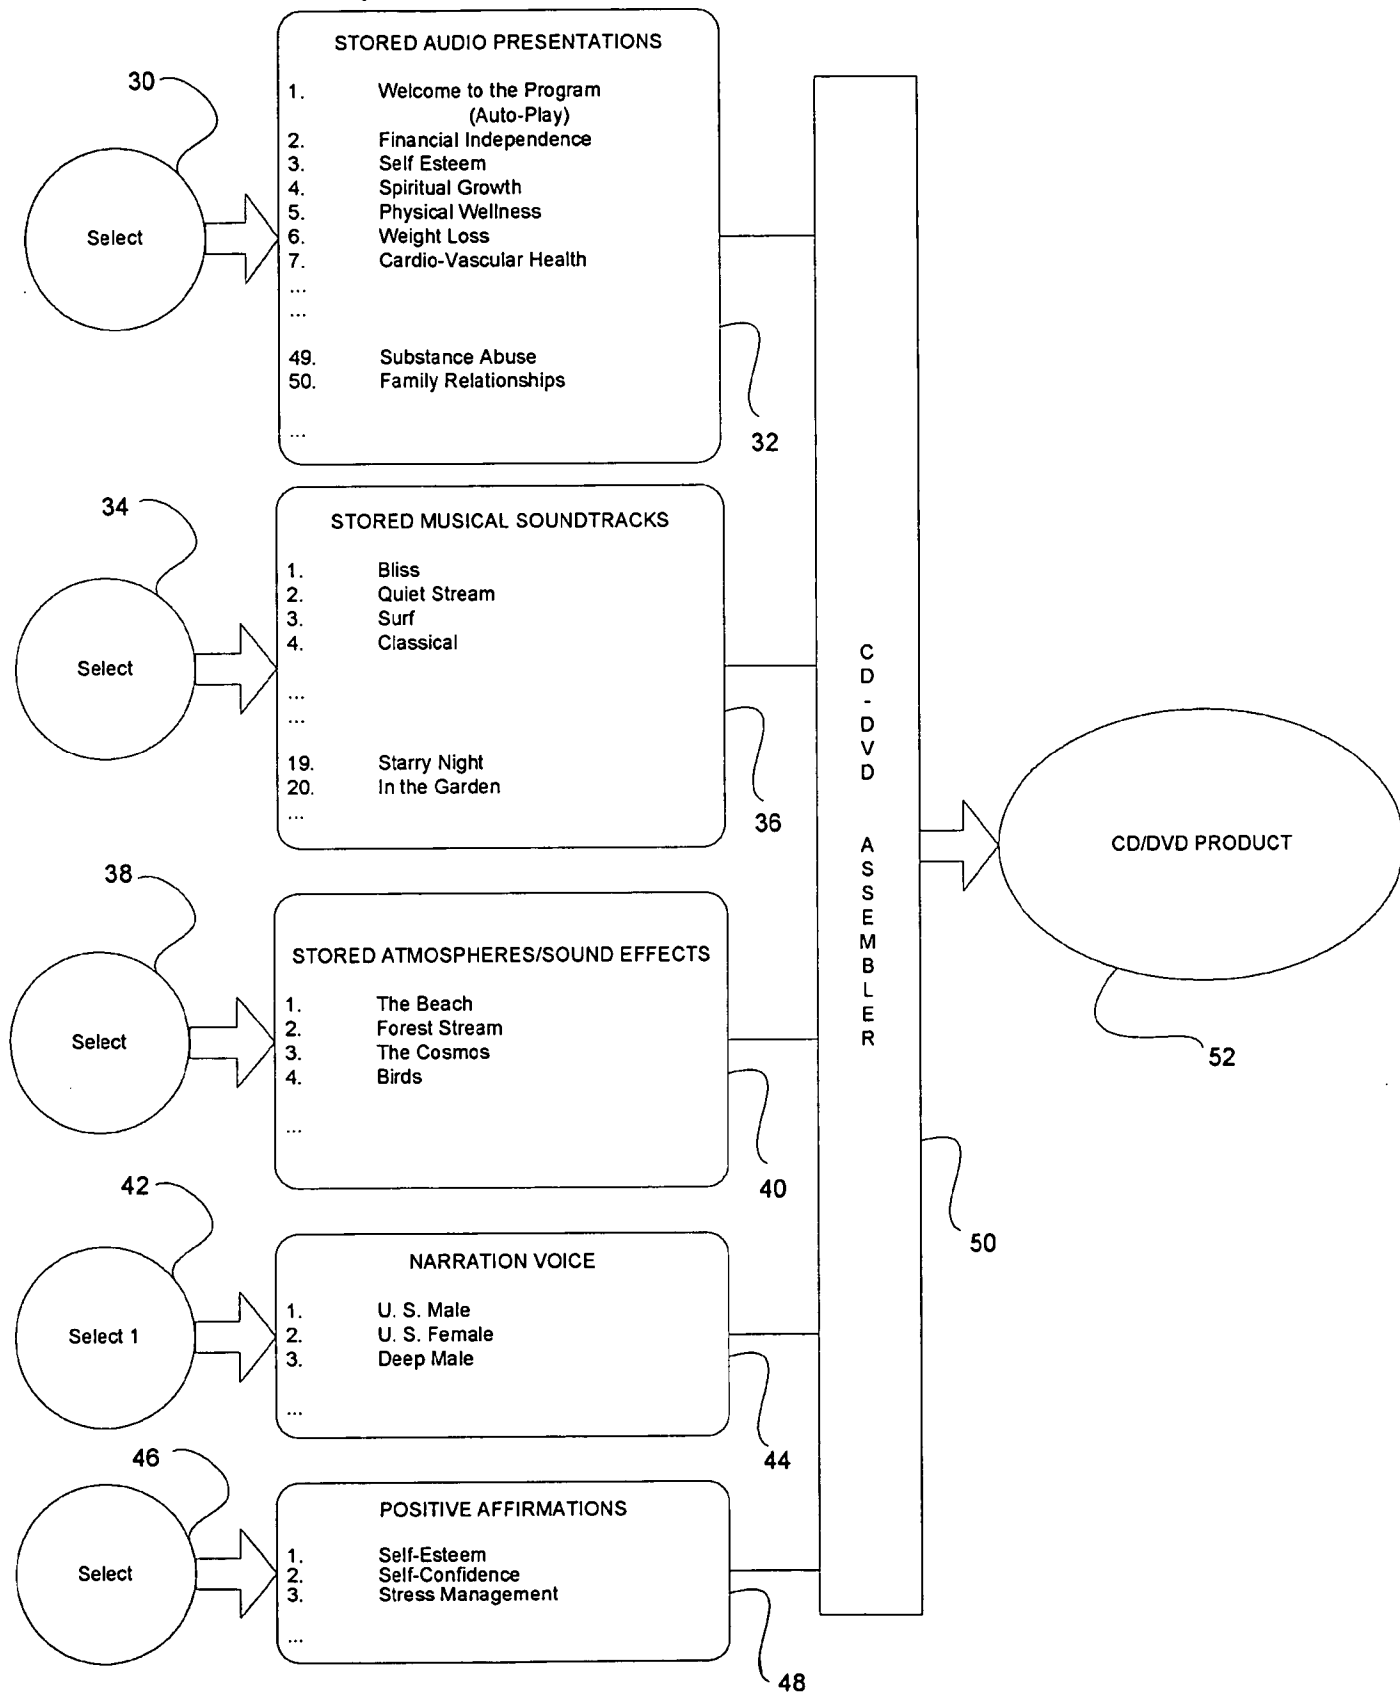 STORED AUDIO PRESENTATIONS
30
1. Welcome to the Program
(Auto-Play)
2. Financial Independence
3. Self Esteem
4. Spiritual Growth
5. Physical Wellness
Select
6. Weight Loss
7. Cardio-Vascular Health
...
...
49. Substance Abuse
50. Family Relationships
...
32
34
STORED MUSICAL SOUNDTRACKS
1. Bliss
2. Quiet Stream
3. Surf
4. Classical
Select
...
...
19. Starry Night
20. In the Garden
...
36
38
STORED ATMOSPHERES/SOUND EFFECTS
1. The Beach
2. Forest Stream
3. The Cosmos
4. Birds
Select
...
40
42
NARRATION VOICE
1. U. S. Male
2. U. S. Female
3. Deep Male
Select 1
...
44
46
POSITIVE AFFIRMATIONS
1. Self-Esteem
2. Self-Confidence
3. Stress Management
Select
...
48
CD-DVD ASSEMBLER
50
CD/DVD PRODUCT
52